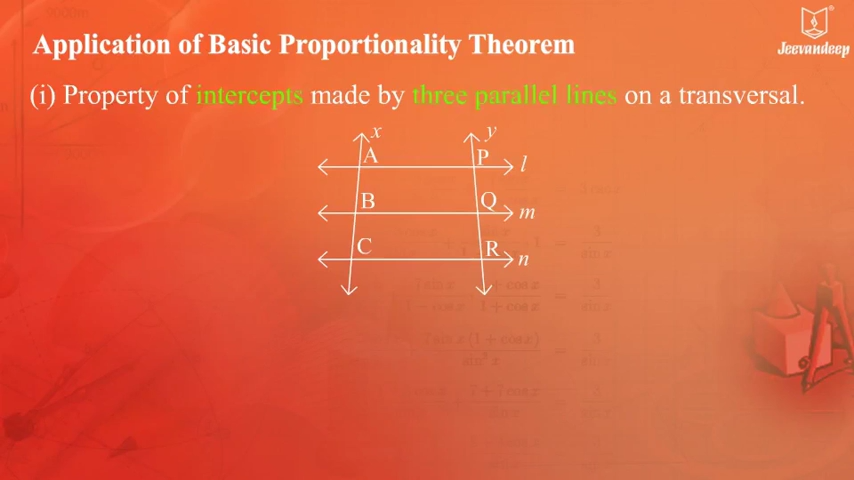 Jeevandeep
Application of Basic Proportionality Theorem
(i) Property of intercepts made by three parallel lines on a transversal.
x y
A P l
B Q m
C R n